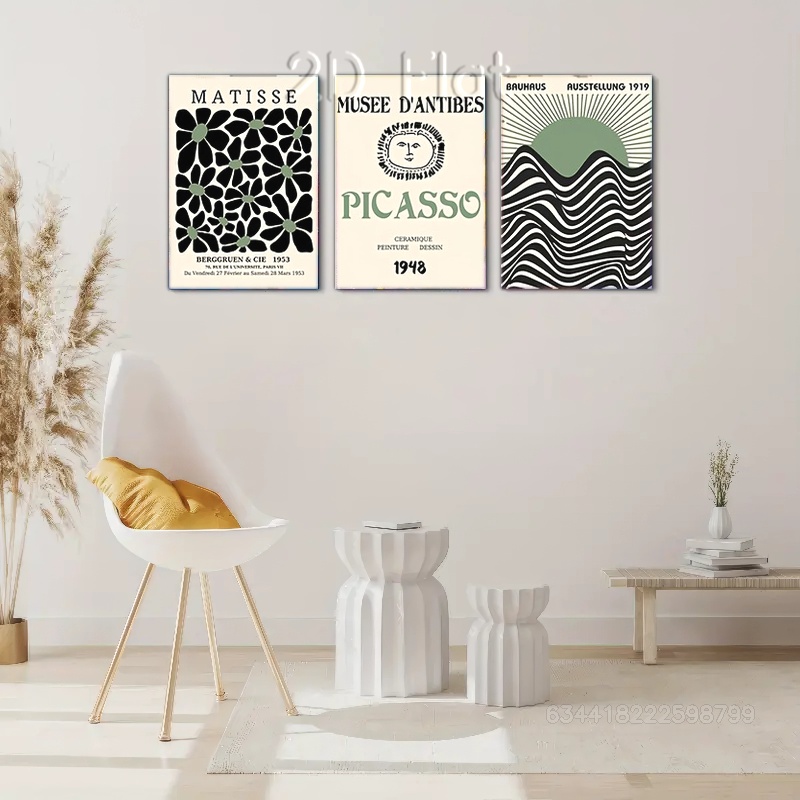 2D Flat
MATISSE
BERGGRUEN & CIE 1953
70, RUE DE L'UNIVERSITE, PARIS VII
Du Vendredi 27 Février au Samedi 28 Mars 1953
MUSEE D'ANTIBES
PICASSO
CERAMIQUE
PEINTURE DESSIN
1948
BAUHAUS AUSSTELLUNG 1919
634418222598799